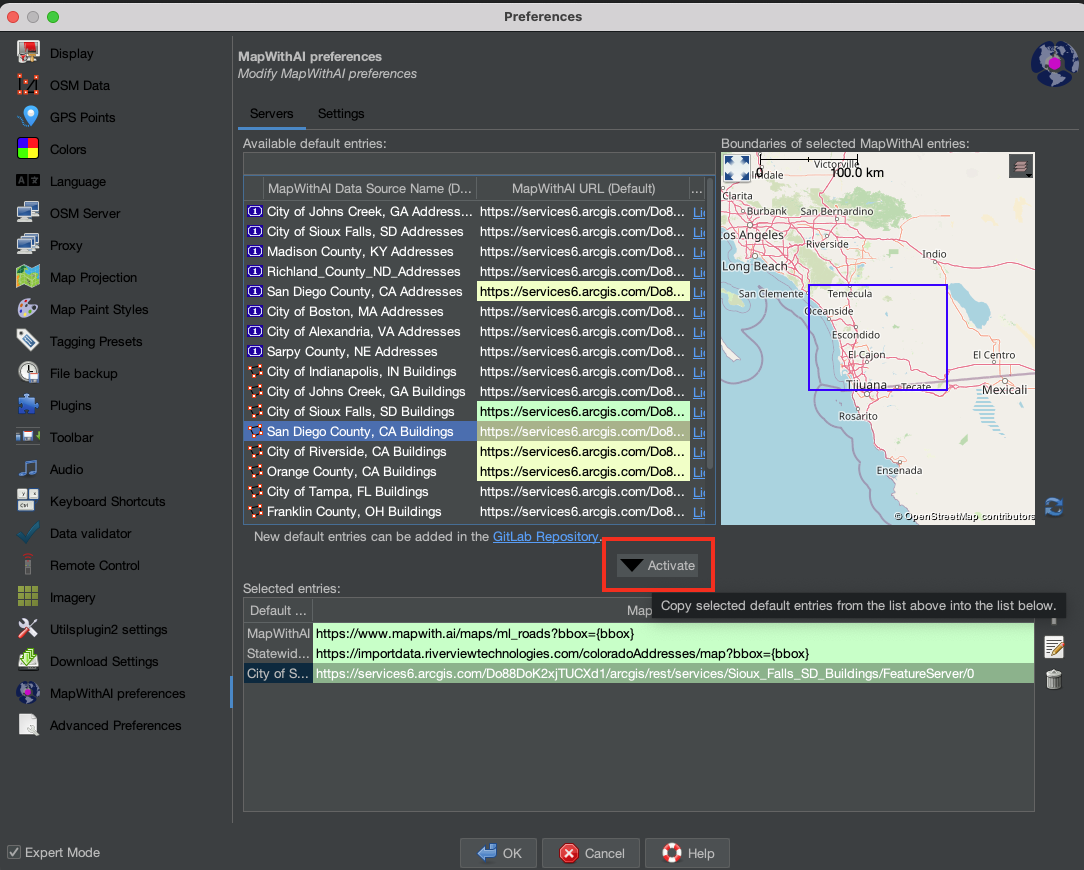 Preferences
Display
OSM Data
GPS Points
Colors
Language
OSM Server
Proxy
Map Projection
Map Paint Styles
Tagging Presets
File backup
Plugins
Toolbar
Audio
Keyboard Shortcuts
Data validator
Remote Control
Imagery
Utilsplugin2 settings
Download Settings
MapWithAI preferences
Advanced Preferences
Expert Mode
MapWithAI preferences
Modify MapWithAI preferences
Servers Settings
Available default entries:
MapWithAI Data Source Name (D... MapWithAI URL (Default) ...
City of Johns Creek, GA Address... https://services6.arcgis.com/Do8... Lic
City of Sioux Falls, SD Addresses https://services6.arcgis.com/Do8... Lic
Madison County, KY Addresses https://services6.arcgis.com/Do8... Lic
Richland_County_ND_Addresses https://services6.arcgis.com/Do8... Lic
San Diego County, CA Addresses https://services6.arcgis.com/Do8... Lic
City of Boston, MA Addresses https://services6.arcgis.com/Do8... Lic
City of Alexandria, VA Addresses https://services6.arcgis.com/Do8... Lic
Sarpy County, NE Addresses https://services6.arcgis.com/Do8... Lic
City of Indianapolis, IN Buildings https://services6.arcgis.com/Do8... Lic
City of Johns Creek, GA Buildings https://services6.arcgis.com/Do8... Lic
City of Sioux Falls, SD Buildings https://services6.arcgis.com/Do8... Lic
San Diego County, CA Buildings https://services6.arcgis.com/Do8... Lic
City of Riverside, CA Buildings https://services6.arcgis.com/Do8... Lic
Orange County, CA Buildings https://services6.arcgis.com/Do8... Lic
City of Tampa, FL Buildings https://services6.arcgis.com/Do8... Lic
Franklin County, OH Buildings https://services6.arcgis.com/Do8... Lic
Boundaries of selected MapWithAI entries:
Victorville
0 100.0 km
lmdale
Clarita
Burbank San Bernardino
Los Angeles
Riverside
Indio
Long Beach
San Clemente Temecula
Oceanside
Escondido
El Cajon El Centro
Tijuana Tecate
Mexicali
Rosarito
Ensenada
© OpenStreetMap contributors
New default entries can be added in the GitLab Repository.
Activate
Selected entries:
Copy selected default entries from the list above into the list below.
Default ... Map
MapWithAI https://www.mapwith.ai/maps/ml_roads?bbox={bbox}
Statewid... https://importdata.riverviewtechnologies.com/coloradoAddresses/map?bbox={bbox}
City of S... https://services6.arcgis.com/Do88DoK2xjTUCXd1/arcgis/rest/services/Sioux_Falls_SD_Buildings/FeatureServer/0
OK Cancel Help